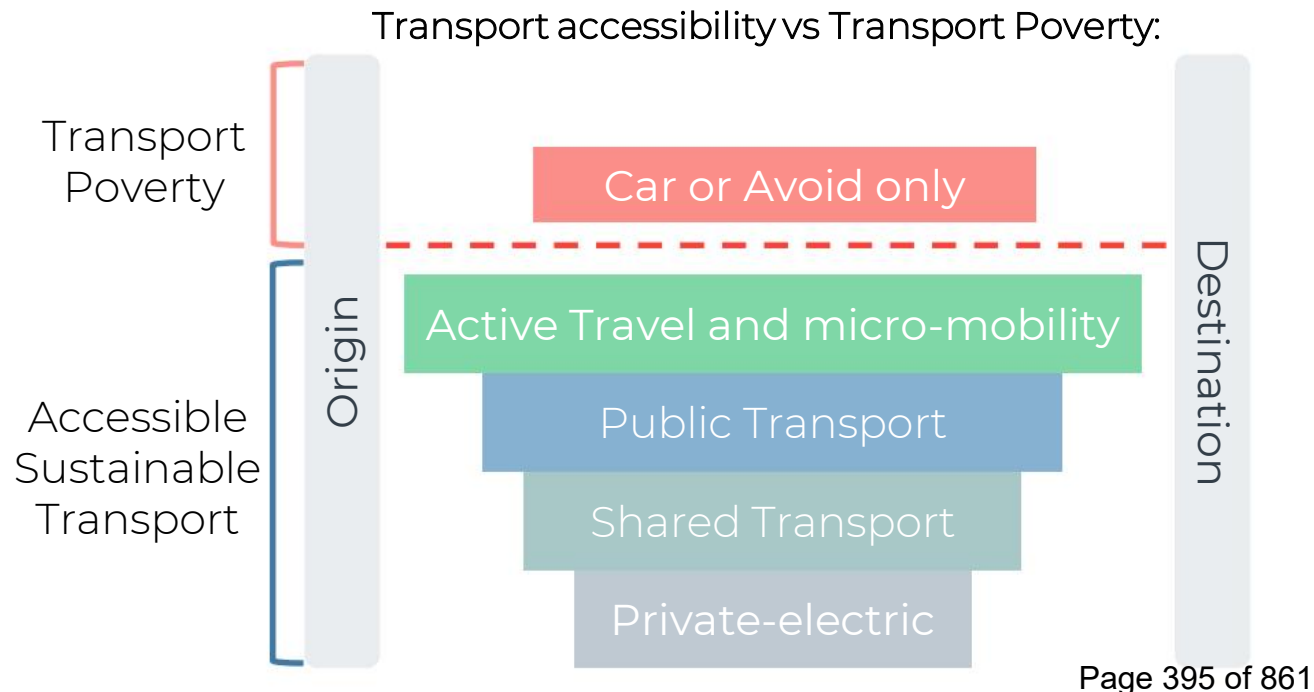 Transport accessibility vs Transport Poverty:
Transport
Poverty
Car or Avoid only
Origin
Destination
Accessible
Sustainable
Transport
Active Travel and micro-mobility
Public Transport
Shared Transport
Private-electric
Page 395 of 861